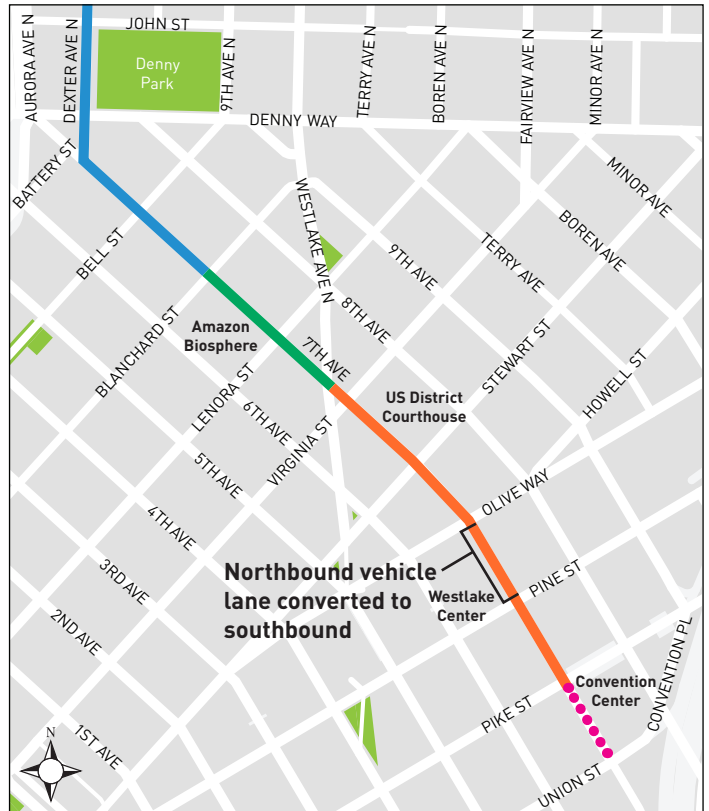 JOHN ST
AURORA AVE N
DEXTER AVE N
Denny
Park
9TH AVE N
TERRY AVE N
BOREN AVE N
FAIRVIEW AVE N
MINOR AVE N
DENNY WAY
BATTERY ST
MINOR AVE
BELL ST
WESTLAKE AVE N
BOREN AVE
TERRY AVE
9TH AVE
8TH AVE
BLANCHARD ST
Amazon
Biosphere
7TH AVE
STEWART ST
LENORA ST
US District
Courthouse
HOWELL ST
6TH AVE
VIRGINIA ST
5TH AVE
4TH AVE
OLIVE WAY
3RD AVE
Northbound vehicle
lane converted to
southbound
Westlake
Center
PINE ST
2ND AVE
CONVENTION PL
Convention
Center
PIKE ST
1ST AVE
N
UNION ST